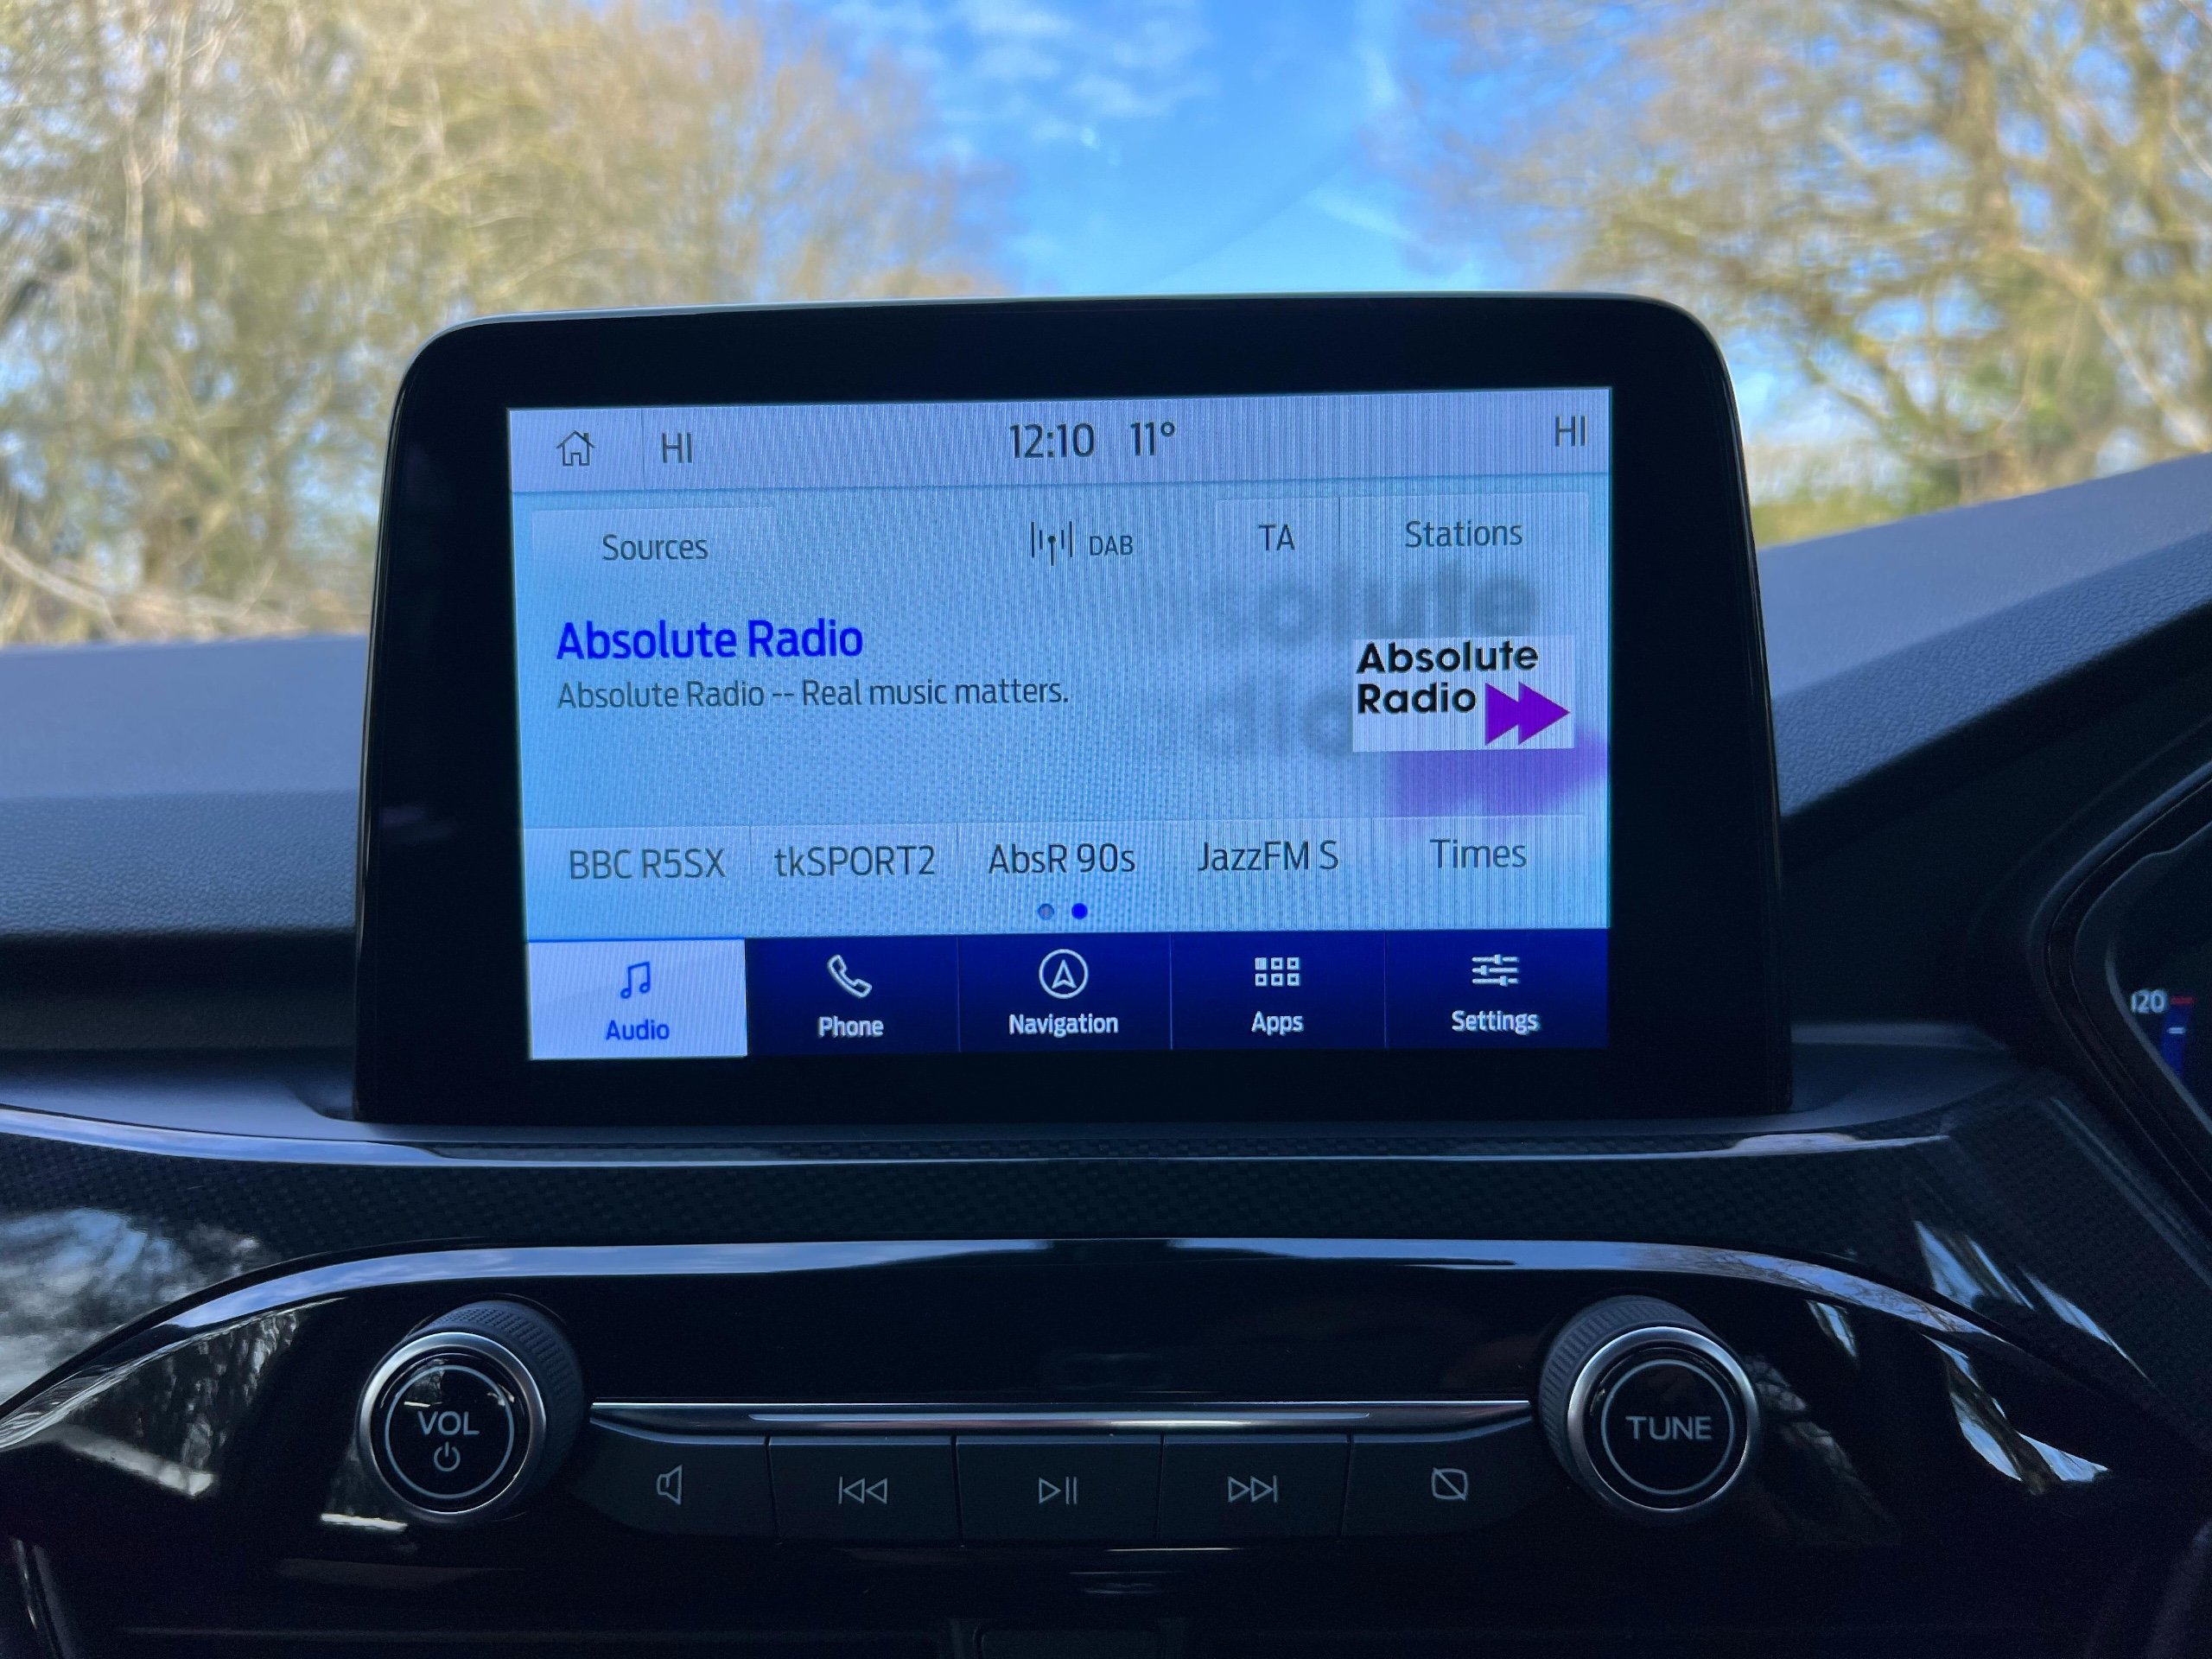 HI 12:10 11° HI
Sources DAB TA Stations
Absolute Radio
Absolute Radio -- Real music matters.
Absolute
Radio
BBC R5SX tkSPORT2 AbsR 90s JazzFM S Times
Audio Phone Navigation Apps Settings
120
VOL TUNE